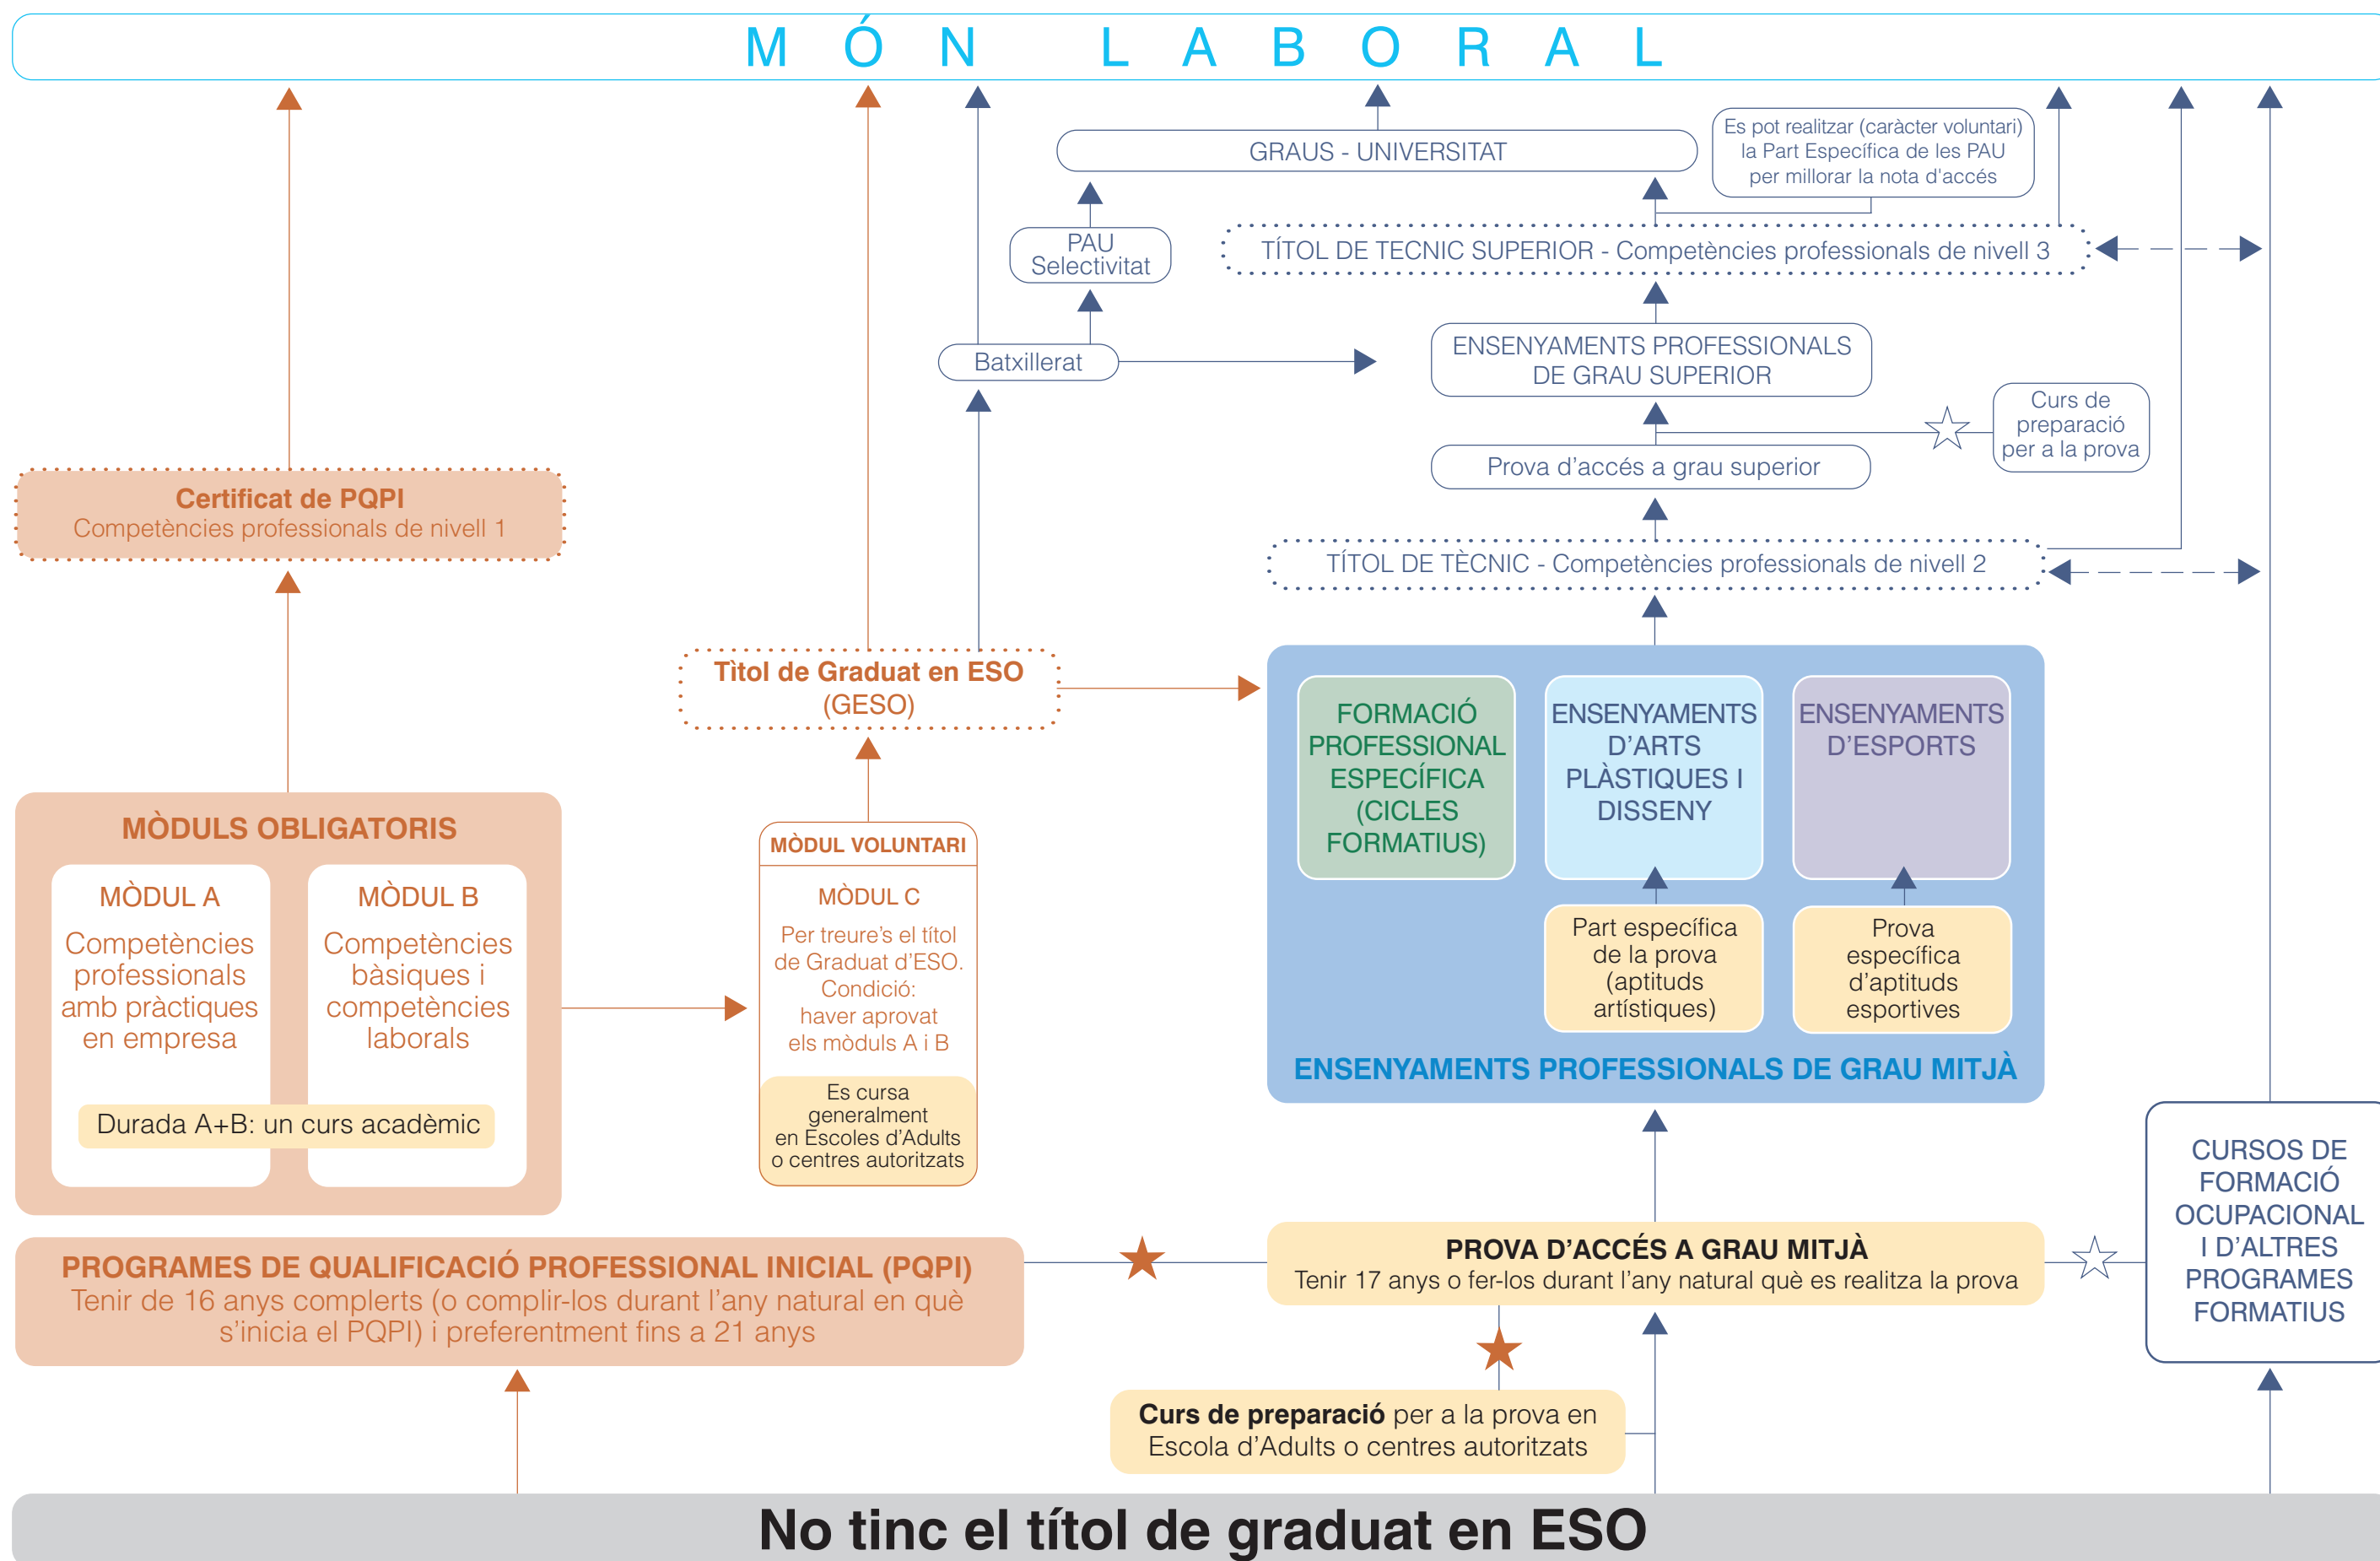 MÓN LABORAL
GRAUS - UNIVERSITAT
Es pot realitzar (caràcter voluntari)
la Part Específica de les PAU
per millorar la nota d'accés
PAU
Selectivitat
TÍTOL DE TECNIC SUPERIOR - Competències professionals de nivell 3
Batxillerat
ENSENYAMENTS PROFESSIONALS
DE GRAU SUPERIOR
Curs de
preparació
per a la prova
Prova d'accés a grau superior
Certificat de PQPI
Competències professionals de nivell 1
TÍTOL DE TÈCNIC - Competències professionals de nivell 2
Tìtol de Graduat en ESO
(GESO)
FORMACIÓ
PROFESSIONAL
ESPECÍFICA
(CICLES
FORMATIUS)
ENSENYAMENTS
D'ARTS
PLÀSTIQUES I
DISSENY
ENSENYAMENTS
D'ESPORTS
Part específica
de la prova
(aptituds
artístiques)
Prova
específica
d'aptituds
esportives
ENSENYAMENTS PROFESSIONALS DE GRAU MITJÀ
MÒDULS OBLIGATORIS
MÒDUL A
Competències
professionals
amb pràctiques
en empresa
MÒDUL B
Competències
bàsiques i
competències
laborals
Durada A+B: un curs acadèmic
MÒDUL VOLUNTARI
MÒDUL C
Per treure's el títol
de Graduat d'ESO.
Condició:
haver aprovat
els mòduls A i B
Es cursa
generalment
en Escoles d'Adults
o centres autoritzats
CURSOS DE
FORMACIÓ
OCUPACIONAL
I D'ALTRES
PROGRAMES
FORMATIUS
PROGRAMES DE QUALIFICACIÓ PROFESSIONAL INICIAL (PQPI)
Tenir de 16 anys complerts (o complir-los durant l'any natural en què
s'inicia el PQPI) i preferentment fins a 21 anys
PROVA D'ACCÉS A GRAU MITJÀ
Tenir 17 anys o fer-los durant l'any natural què es realitza la prova
Curs de preparació per a la prova en
Escola d'Adults o centres autoritzats
No tinc el títol de graduat en ESO